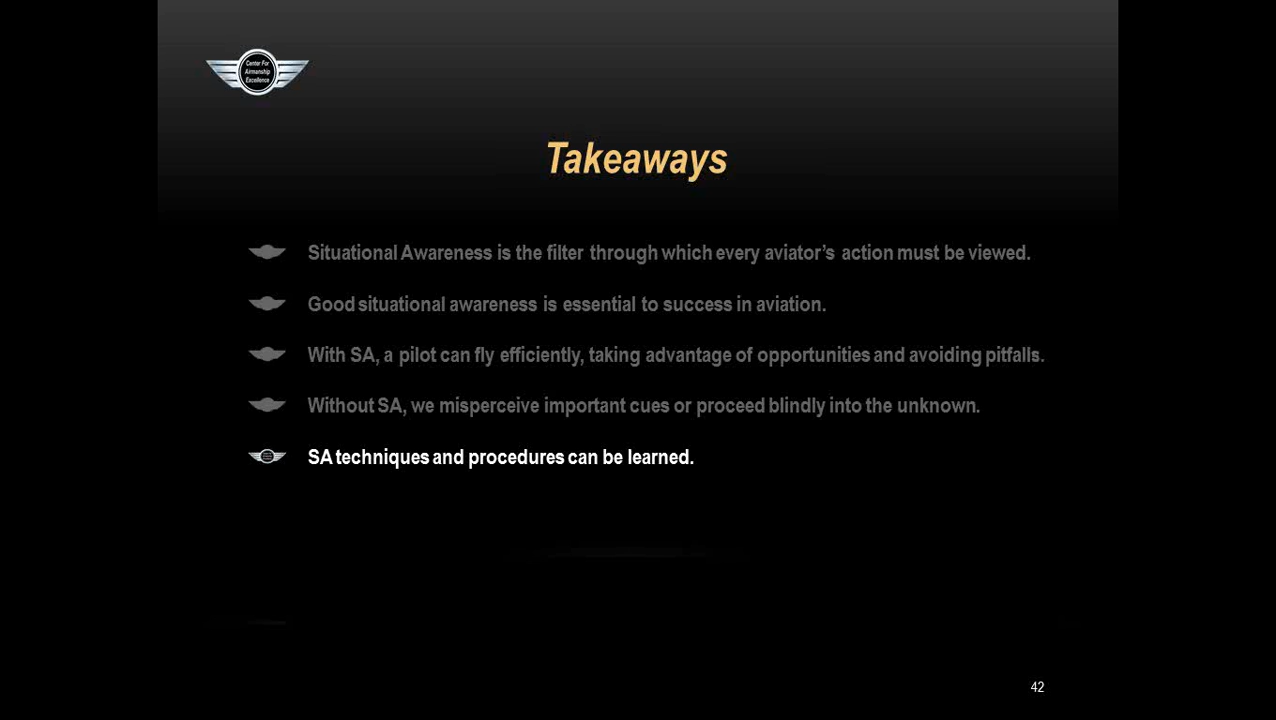 Center For
Airmanship
Excellence
Takeaways
Situational Awareness is the filter through which every aviator's action must be viewed.
Good situational awareness is essential to success in aviation.
With SA, a pilot can fly efficiently, taking advantage of opportunities and avoiding pitfalls.
Without SA, we misperceive important cues or proceed blindly into the unknown.
SA techniques and procedures can be learned.
42